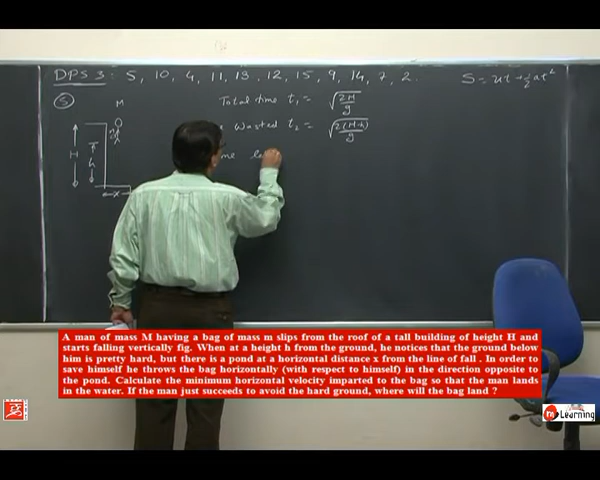 DPS 3 : 5, 10, 4, 11, 13, 12, 15, 9, 14, 7, 2.
S = ut + ½at²
5
M
Total time t₁ = √(2H/g)
Wasted t₂ = √(2(H-h)/g)
H
h
x
A man of mass M having a bag of mass m slips from the roof of a tall building of height H and
starts falling vertically fig. When at a height h from the ground, he notices that the ground below
him is pretty hard, but there is a pond at a horizontal distance x from the line of fall . In order to
save himself he throws the bag horizontally (with respect to himself) in the direction opposite to
the pond. Calculate the minimum horizontal velocity imparted to the bag so that the man lands
in the water. If the man just succeeds to avoid the hard ground, where will the bag land ?
m Learning